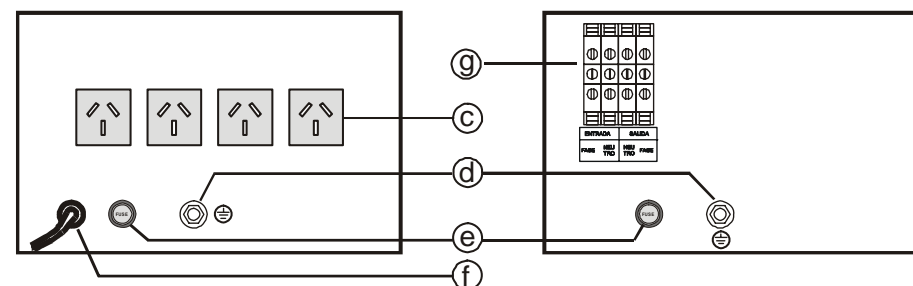 g
c
ENTRADA SALIDA
FASE NEU TRO NEU TRO FASE
d
FUSE
FUSE
e
f